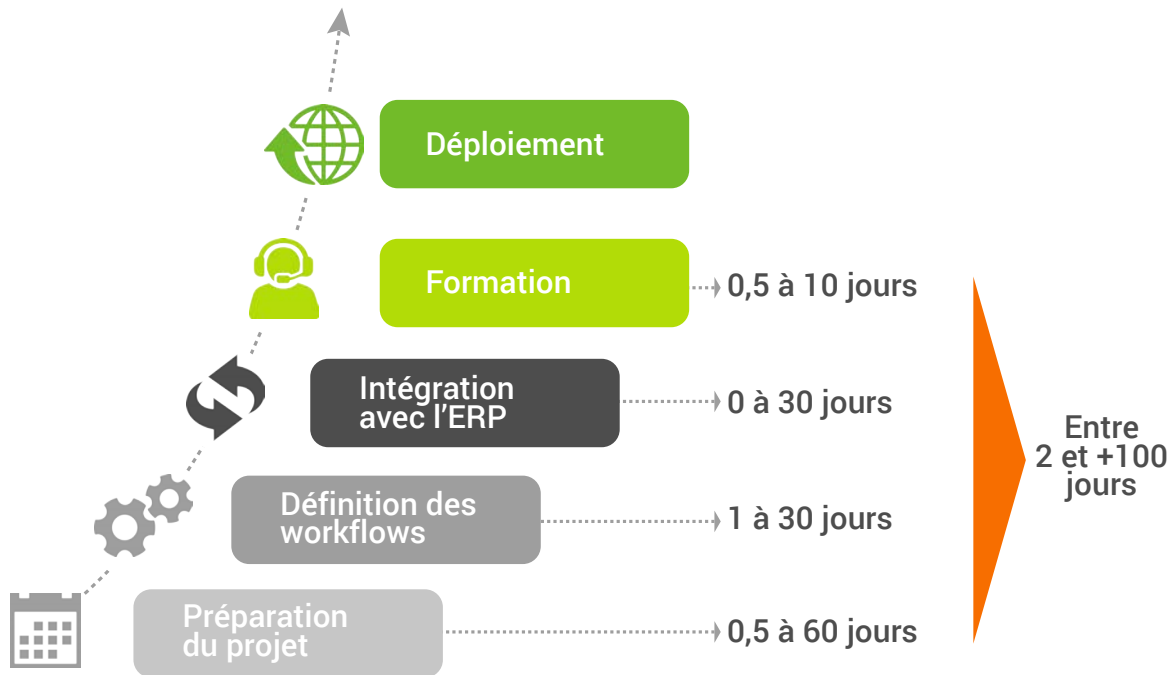 Déploiement
Formation
0,5 à 10 jours
Intégration
avec l'ERP
0 à 30 jours
Définition des
workflows
1 à 30 jours
Préparation
du projet
0,5 à 60 jours
Entre
2 et +100
jours